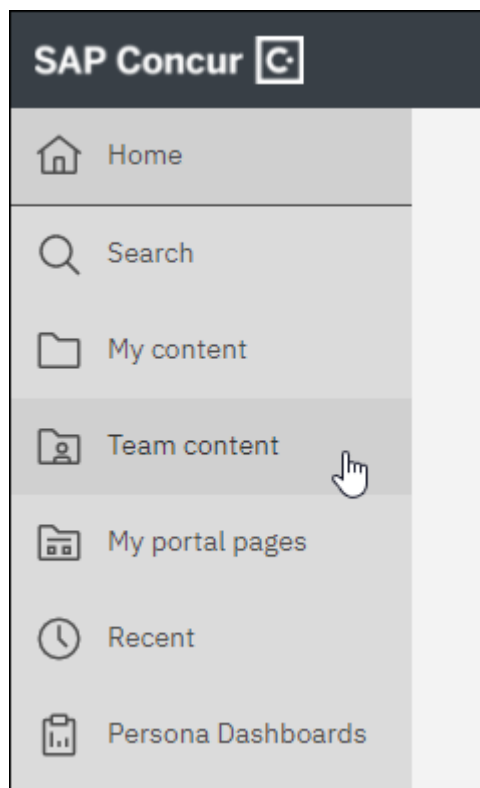 SAP Concur C
Home
Search
My content
Team content
My portal pages
Recent
Persona Dashboards